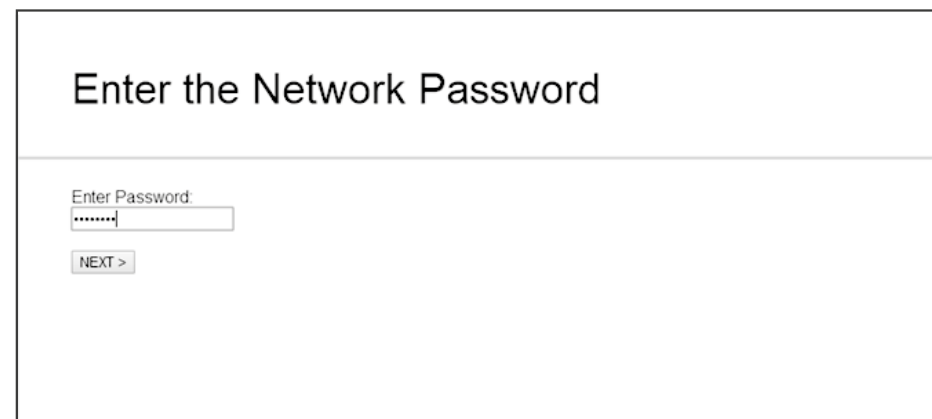 Enter the Network Password
Enter Password:
••••••••
NEXT >